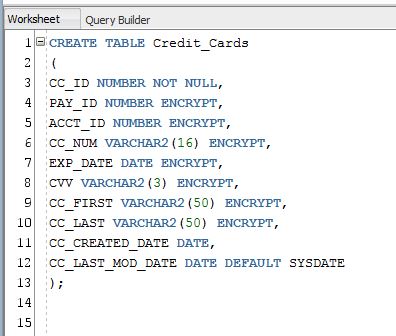 Worksheet Query Builder
1 CREATE TABLE Credit_Cards
2 (
3 CC_ID NUMBER NOT NULL,
4 PAY_ID NUMBER ENCRYPT,
5 ACCT_ID NUMBER ENCRYPT,
6 CC_NUM VARCHAR2(16) ENCRYPT,
7 EXP_DATE DATE ENCRYPT,
8 CVV VARCHAR2(3) ENCRYPT,
9 CC_FIRST VARCHAR2(50) ENCRYPT,
10 CC_LAST VARCHAR2(50) ENCRYPT,
11 CC_CREATED_DATE DATE,
12 CC_LAST_MOD_DATE DATE DEFAULT SYSDATE
13 );
14
15